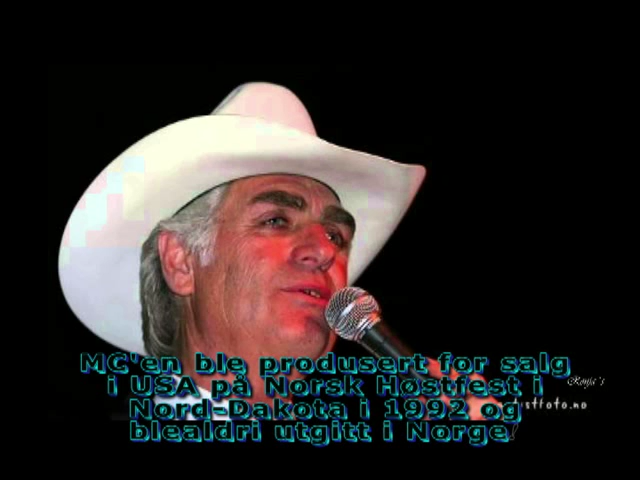 MC'en ble produsert for salg
i USA på Norsk Høstfest i
Nord-Dakota i 1992 og
blealdri utgitt i Norge!